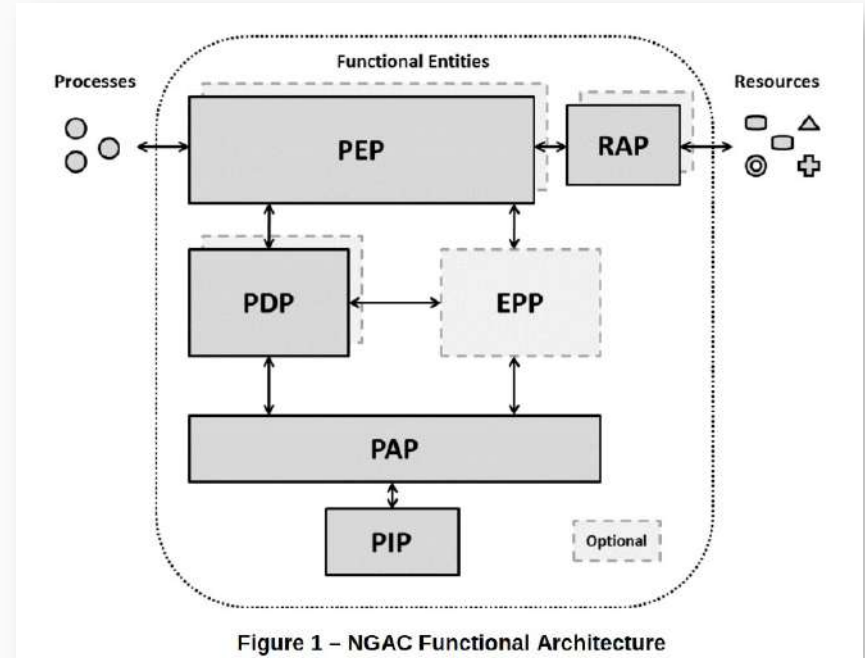 Functional Entities
Processes
Resources
PEP
RAP
PDP
EPP
PAP
PIP
Optional
Figure 1 – NGAC Functional Architecture